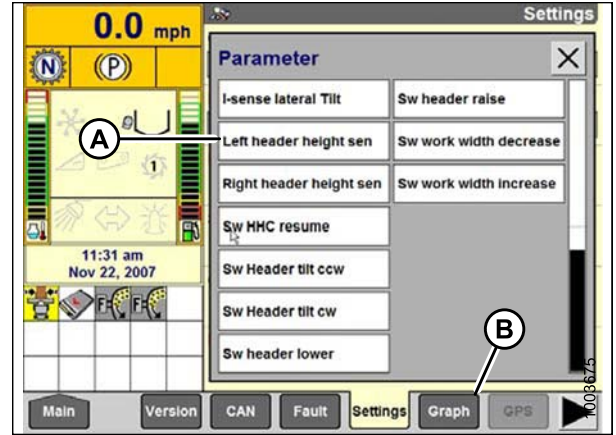 0.0 mph
Settings
N
(P)
Parameter
I-sense lateral Tilt
Sw header raise
A
Left header height sen
Sw work width decrease
1
Right header height sen
Sw work width increase
Sw HHC resume
11:31 am
Nov 22, 2007
Sw Header tilt ccw
F
F
Sw Header tilt cw
B
Sw header lower
1003675
Main
Version
CAN
Fault
Settings
Graph
GPS